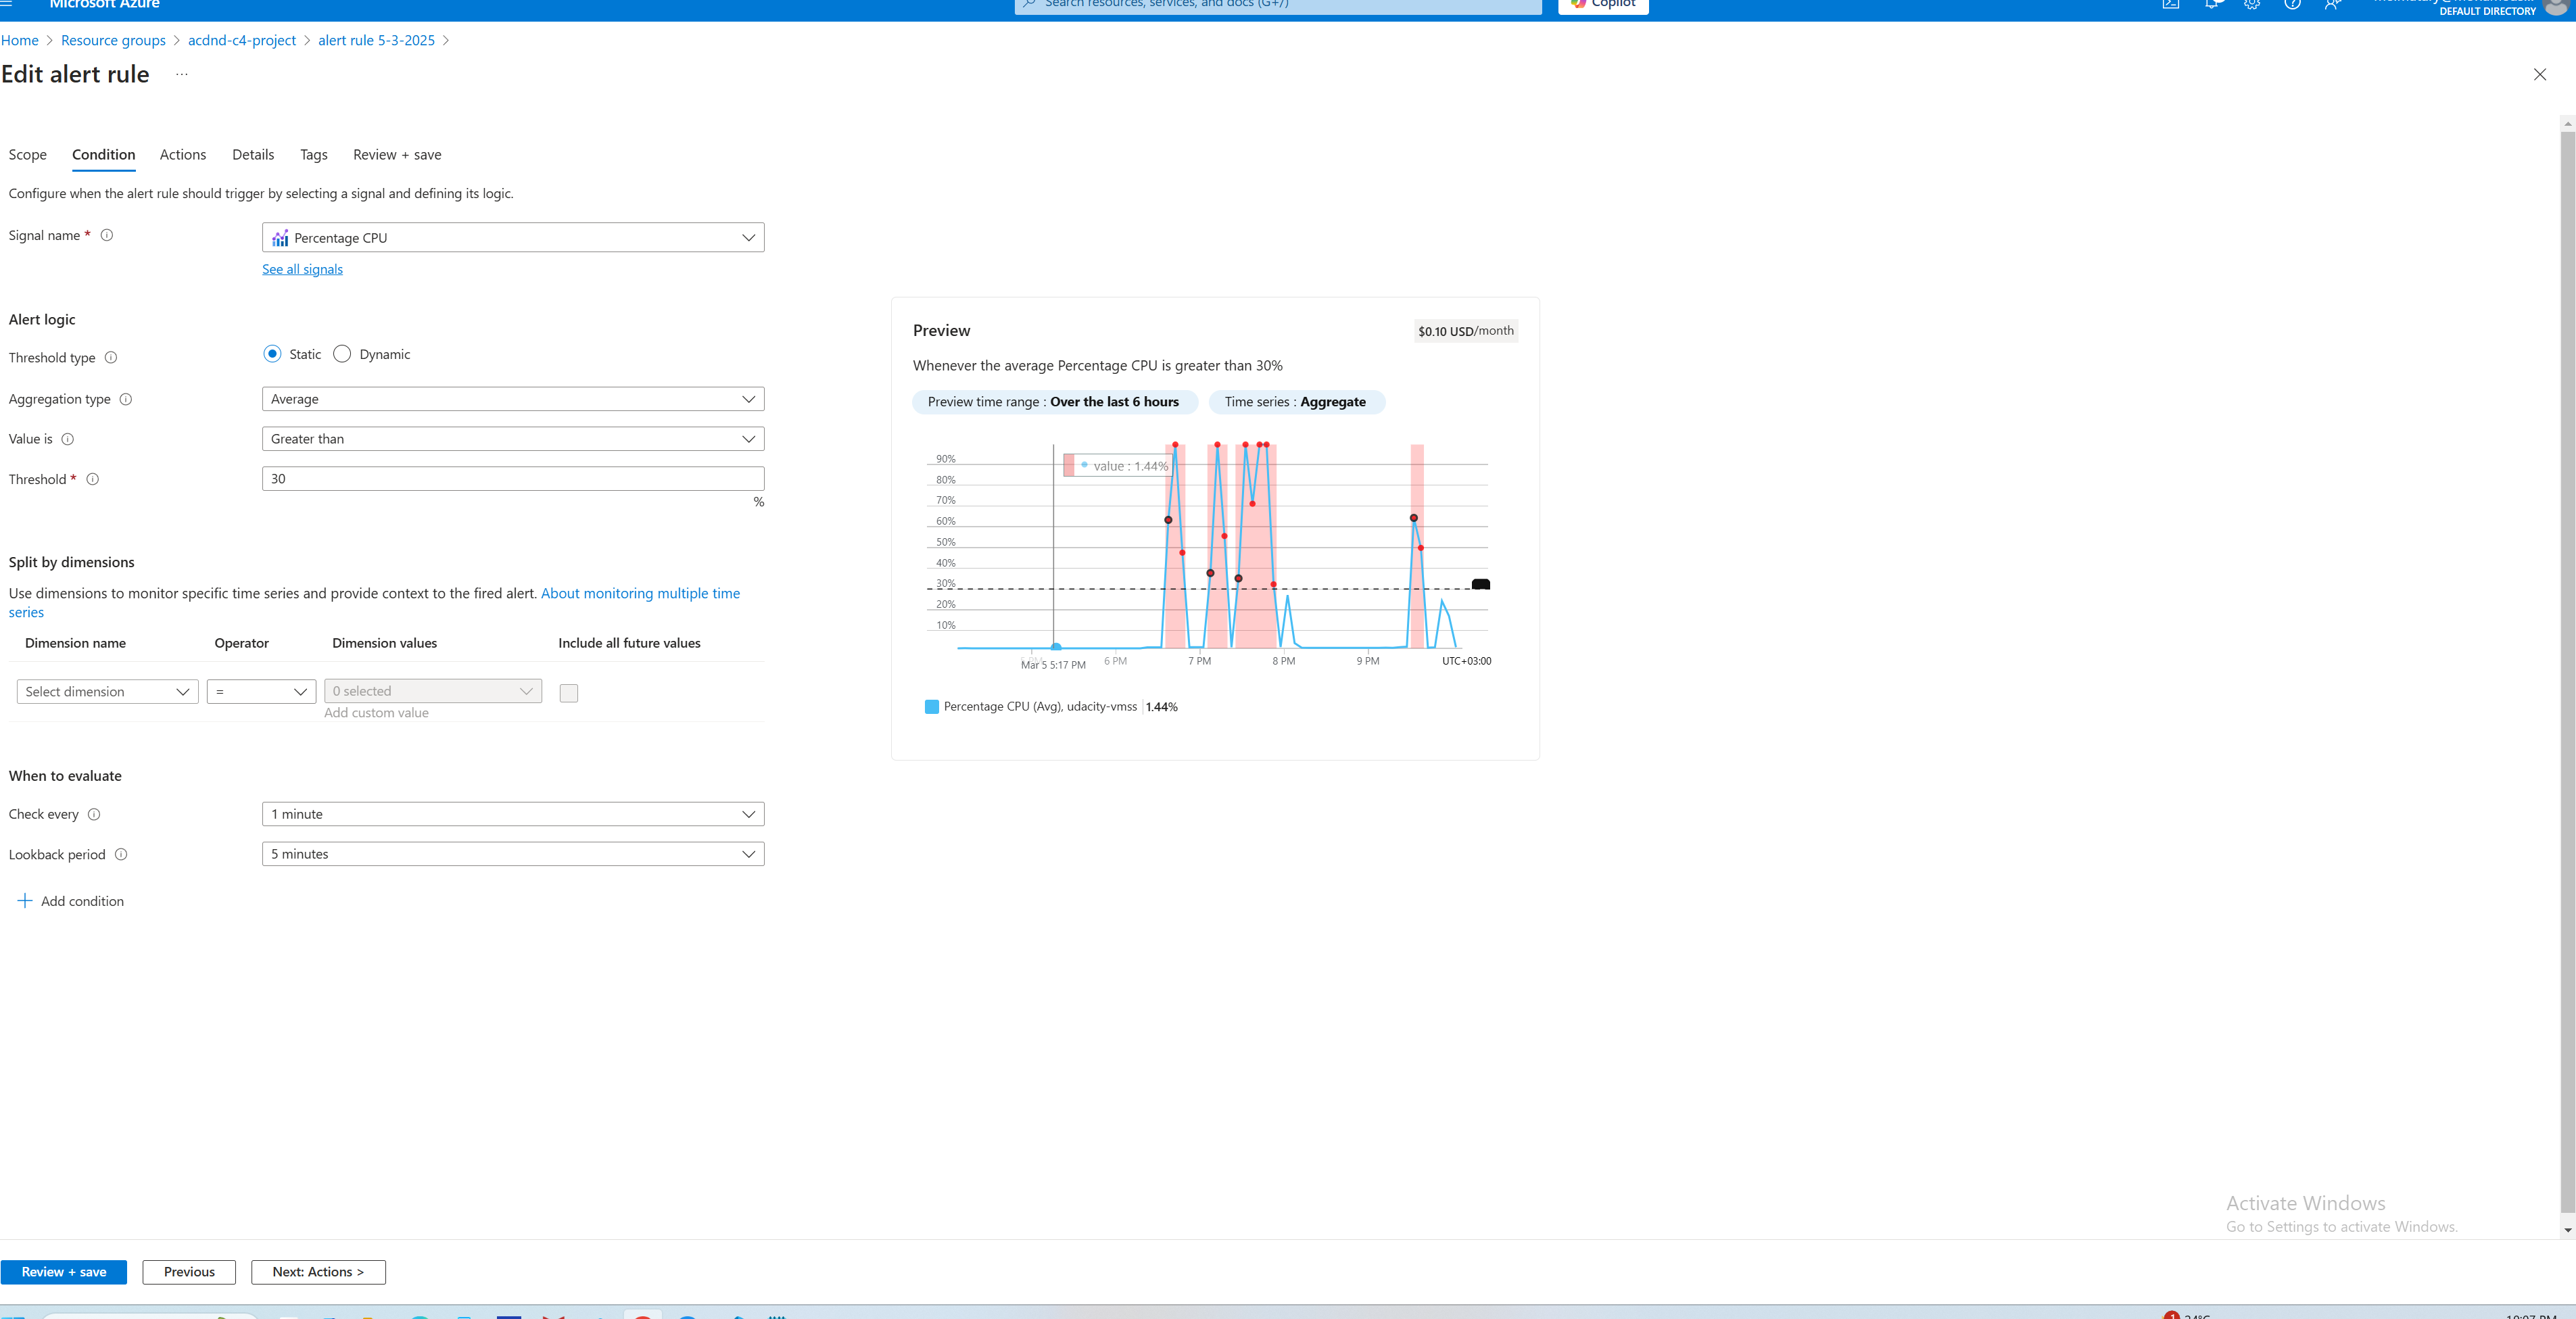 Microsoft Azure
Search resources, services, and docs (G+/)
Copilot
DEFAULT DIRECTORY
Home > Resource groups > acdnd-c4-project > alert rule 5-3-2025 >
Edit alert rule ...
Scope Condition Actions Details Tags Review + save
Configure when the alert rule should trigger by selecting a signal and defining its logic.
Signal name *
Percentage CPU
See all signals
Alert logic
Threshold type
Static Dynamic
Aggregation type
Average
Value is
Greater than
Threshold *
30
%
Split by dimensions
Use dimensions to monitor specific time series and provide context to the fired alert. About monitoring multiple time
series
Dimension name Operator Dimension values Include all future values
Select dimension = 0 selected
Add custom value
When to evaluate
Check every
1 minute
Lookback period
5 minutes
+ Add condition
Preview
$0.10 USD/month
Whenever the average Percentage CPU is greater than 30%
Preview time range : Over the last 6 hours Time series : Aggregate
value : 1.44%
90%
80%
70%
60%
50%
40%
30%
20%
10%
Mar 5 5:17 PM 6 PM 7 PM 8 PM 9 PM UTC+03:00
Percentage CPU (Avg), udacity-vmss 1.44%
Activate Windows
Go to Settings to activate Windows.
Review + save Previous Next: Actions >